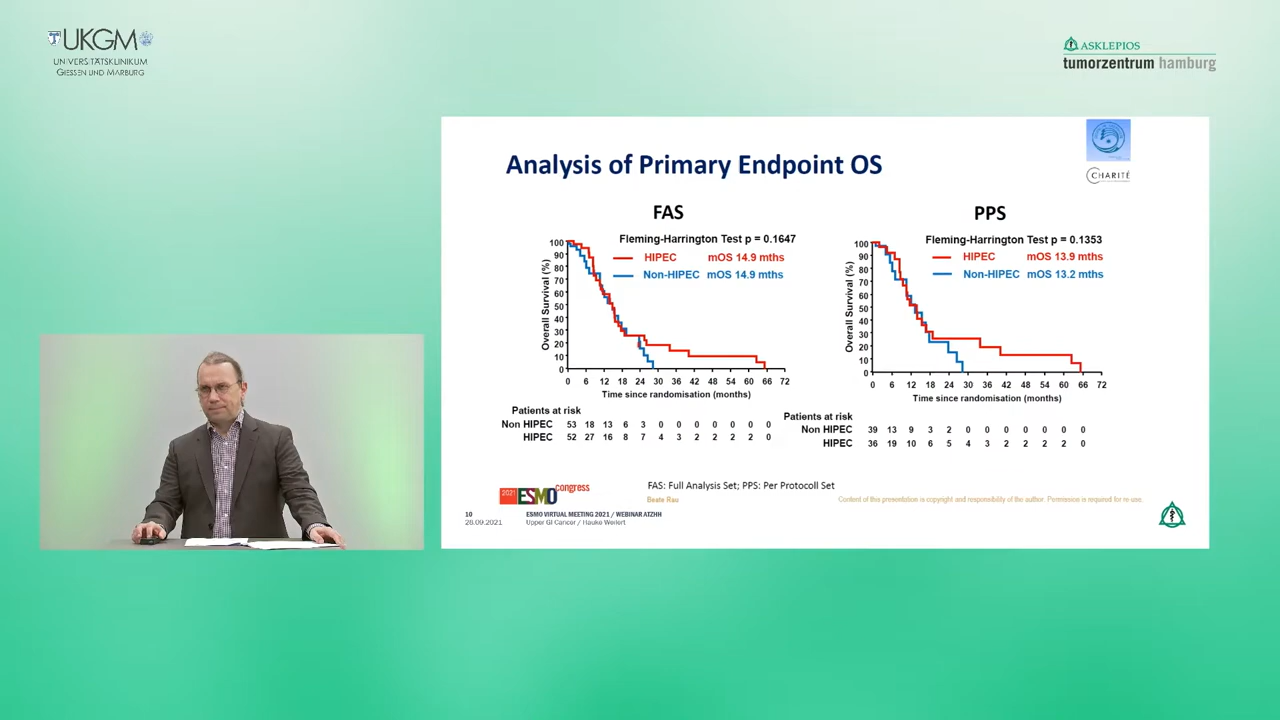 UKGM
UNIVERSITÄTSKLINIKUM
GIESSEN UND MARBURG
ASKLEPIOS
tumorzentrum hamburg
Analysis of Primary Endpoint OS
CHARITÉ
FAS
Fleming-Harrington Test p = 0.1647
HIPEC mOS 14.9 mths
Non-HIPEC mOS 14.9 mths
Overall Survival (%)
100
90
80
70
60
50
40
30
20
10
0
0 6 12 18 24 30 36 42 48 54 60 66 72
Time since randomisation (months)
Patients at risk
Non HIPEC 53 18 13 6 3 0 0 0 0 0 0 0
HIPEC 52 27 16 8 7 4 3 2 2 2 2 0
PPS
Fleming-Harrington Test p = 0.1353
HIPEC mOS 13.9 mths
Non-HIPEC mOS 13.2 mths
Overall Survival (%)
100
90
80
70
60
50
40
30
20
10
0
0 6 12 18 24 30 36 42 48 54 60 66 72
Time since randomisation (months)
Patients at risk
Non HIPEC 39 13 9 3 2 0 0 0 0 0 0 0
HIPEC 36 19 10 6 5 4 3 2 2 2 2 0
FAS: Full Analysis Set; PPS: Per Protocoll Set
2021 ESMO congress
Beate Rau
Content of this presentation is copyright and responsibility of the author. Permission is required for re use.
10
28.09.2021
ESMO VIRTUAL MEETING 2021 / WEBINAR ATZHH
Upper GI Cancer / Hauke Weilert